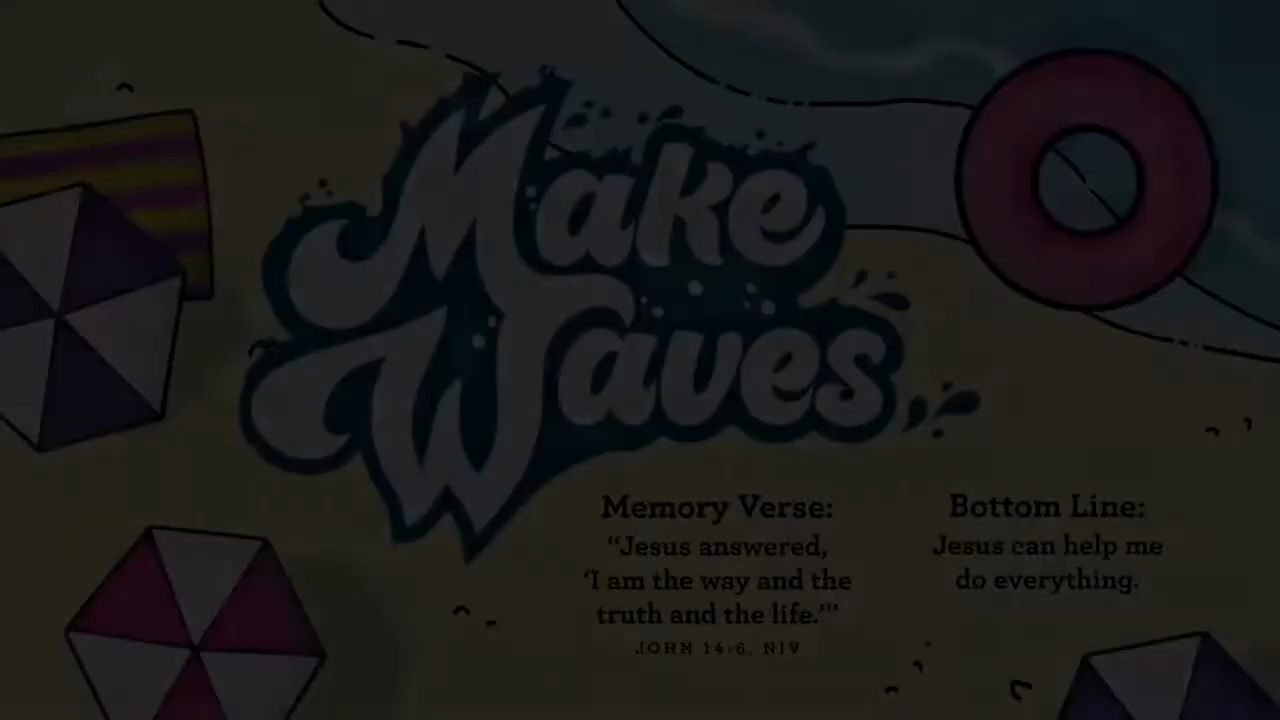 Make
Waves
Memory Verse:
“Jesus answered,
‘I am the way and the
truth and the life.’”
JOHN 14:6, NIV
Bottom Line:
Jesus can help me
do everything.